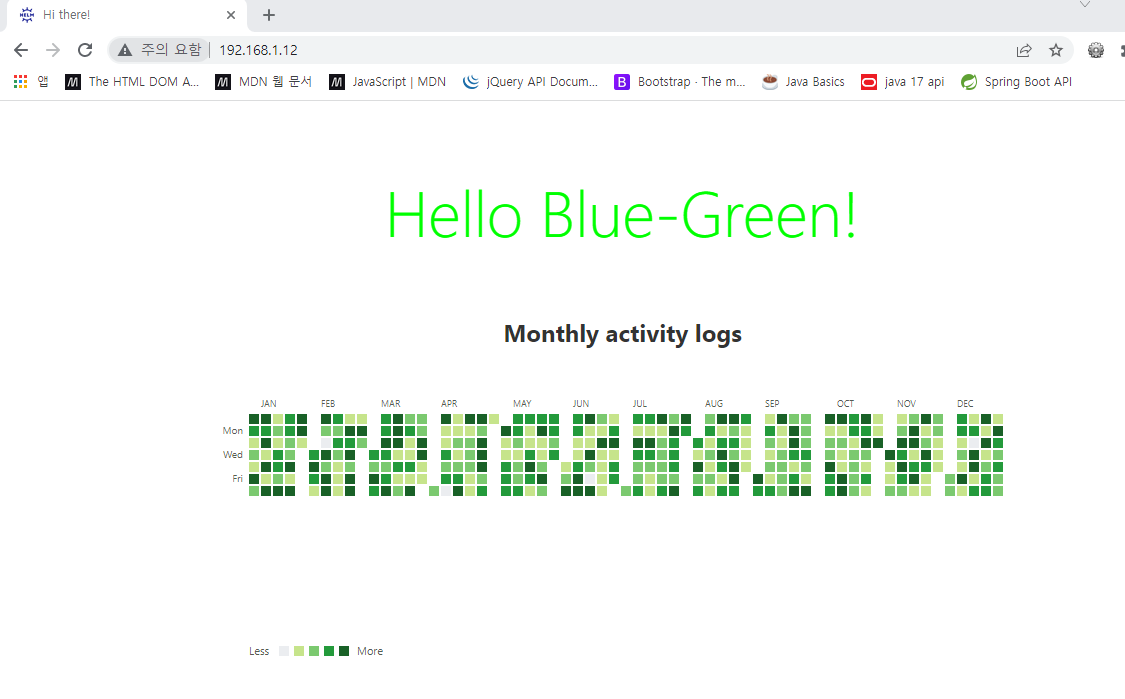 HELM Hi there!
주의 요함 192.168.1.12
앱 The HTML DOM A... MDN 웹 문서 JavaScript | MDN jQuery API Docum... Bootstrap · The m... Java Basics java 17 api Spring Boot API
Hello Blue-Green!
Monthly activity logs
JAN FEB MAR APR MAY JUN JUL AUG SEP OCT NOV DEC
Mon
Wed
Fri
Less More